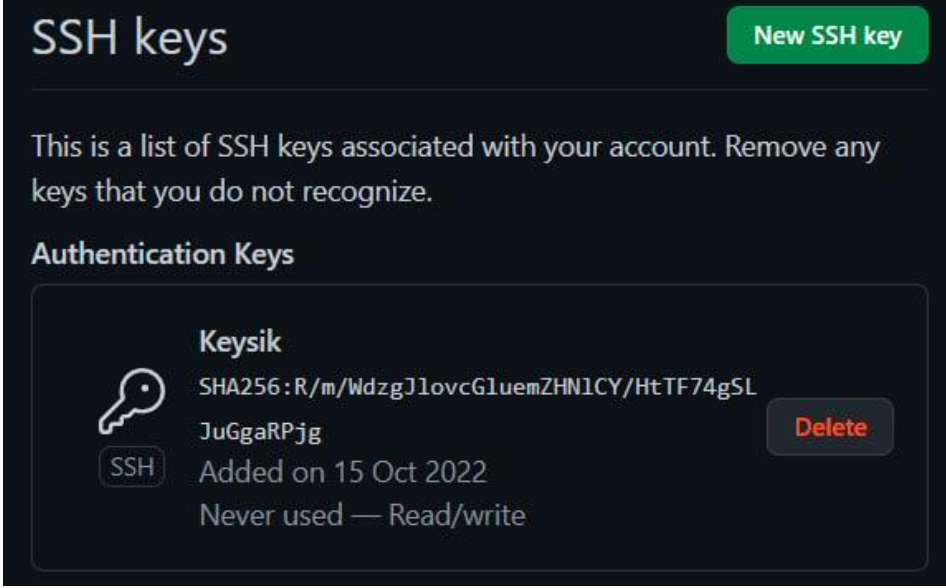 SSH keys
New SSH key
This is a list of SSH keys associated with your account. Remove any
keys that you do not recognize.
Authentication Keys
Keysik
SHA256:R/m/WdzgJlovcGluemZHNlCY/HtTF74gSL
JuGgaRPjg
SSH
Added on 15 Oct 2022
Never used — Read/write
Delete